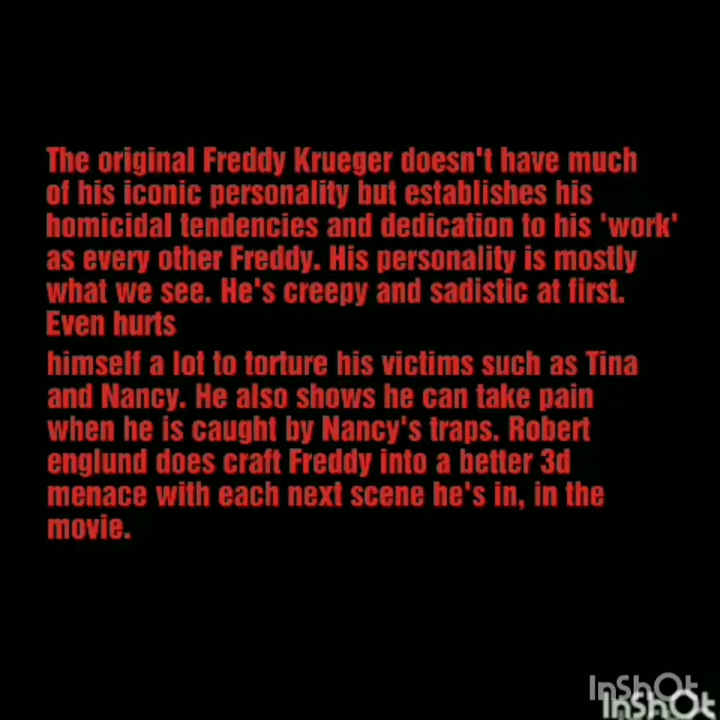 The original Freddy Krueger doesn't have much
of his iconic personality but establishes his
homicidal tendencies and dedication to his 'work'
as every other Freddy. His personality is mostly
what we see. He's creepy and sadistic at first.
Even hurts
himself a lot to torture his victims such as Tina
and Nancy. He also shows he can take pain
when he is caught by Nancy's traps. Robert
englund does craft Freddy into a better 3d
menace with each next scene he's in, in the
movie.
InShOt
InShOt